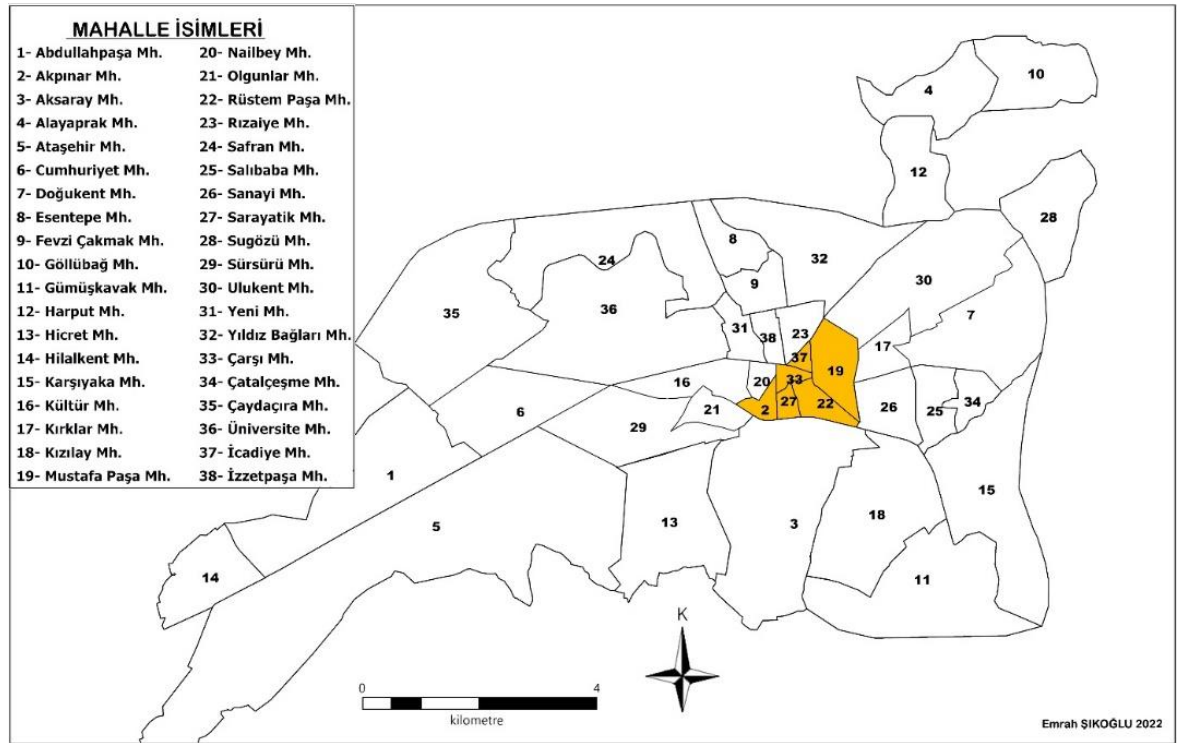 MAHALLE İSİMLERİ
1- Abdullahpaşa Mh.
2- Akpınar Mh.
3- Aksaray Mh.
4- Alayaprak Mh.
5- Ataşehir Mh.
6- Cumhuriyet Mh.
7- Doğukent Mh.
8- Esentepe Mh.
9- Fevzi Çakmak Mh.
10- Göllübağ Mh.
11- Gümüşkavak Mh.
12- Harput Mh.
13- Hicret Mh.
14- Hilalkent Mh.
15- Karşıyaka Mh.
16- Kültür Mh.
17- Kırklar Mh.
18- Kızılay Mh.
19- Mustafa Paşa Mh.
20- Nailbey Mh.
21- Olgunlar Mh.
22- Rüstem Paşa Mh.
23- Rızaiye Mh.
24- Safran Mh.
25- Salıbaba Mh.
26- Sanayi Mh.
27- Sarayatik Mh.
28- Sugözü Mh.
29- Sürsürü Mh.
30- Ulukent Mh.
31- Yeni Mh.
32- Yıldız Bağları Mh.
33- Çarşı Mh.
34- Çatalçeşme Mh.
35- Çaydaçıra Mh.
36- Üniversite Mh.
37- İcadiye Mh.
38- İzzetpaşa Mh.
10
4
12
28
8
32
24
9
30
36
35
7
31
38
23
17
37
19
33
16
20
34
2
27
22
26
25
21
6
29
1
15
18
13
3
5
14
11
K
0
4
kilometre
Emrah ŞIKOĞLU 2022